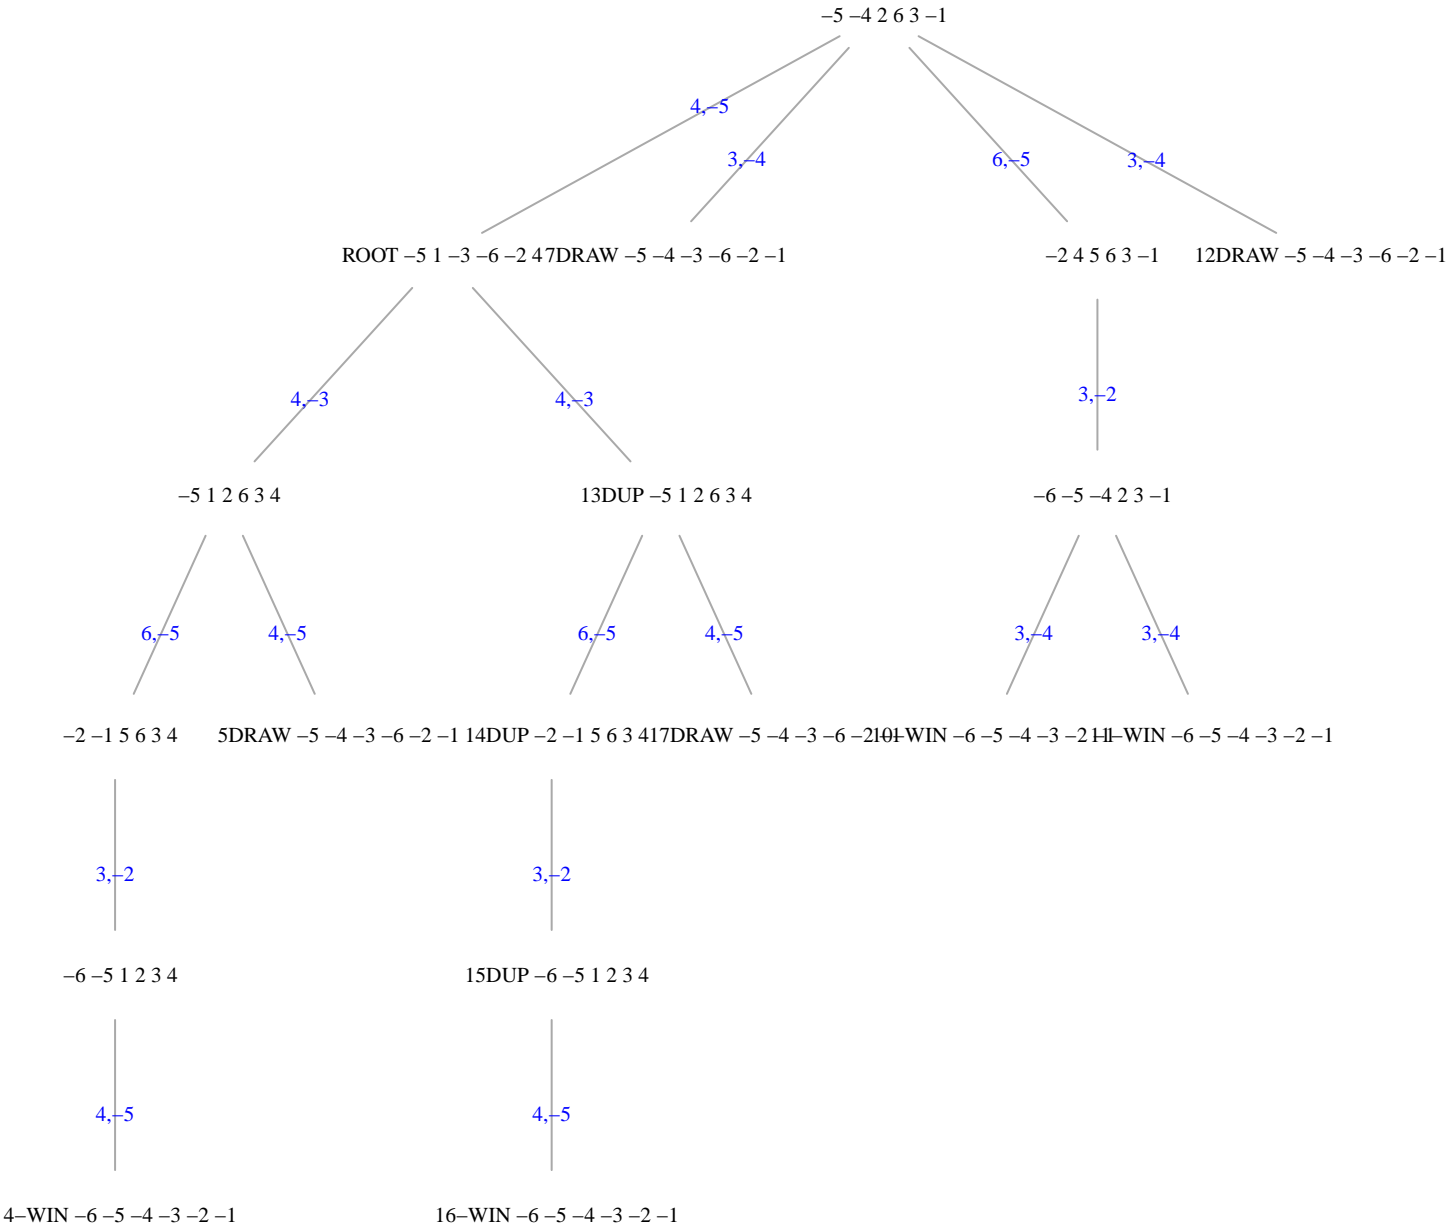 −5 −4 2 6 3 −1
4,−5
3,−4
6,−5
3,−4
ROOT −5 1 −3 −6 −2 4
7DRAW −5 −4 −3 −6 −2 −1
−2 4 5 6 3 −1
12DRAW −5 −4 −3 −6 −2 −1
4,−3
4,−3
3,−2
−5 1 2 6 3 4
13DUP −5 1 2 6 3 4
−6 −5 −4 2 3 −1
6,−5
4,−5
6,−5
4,−5
3,−4
3,−4
−2 −1 5 6 3 4
5DRAW −5 −4 −3 −6 −2 −1
14DUP −2 −1 5 6 3 4
17DRAW −5 −4 −3 −6 −2 −1
10−WIN −6 −5 −4 −3 −2 −1
11−WIN −6 −5 −4 −3 −2 −1
3,−2
3,−2
−6 −5 1 2 3 4
15DUP −6 −5 1 2 3 4
4,−5
4,−5
4−WIN −6 −5 −4 −3 −2 −1
16−WIN −6 −5 −4 −3 −2 −1